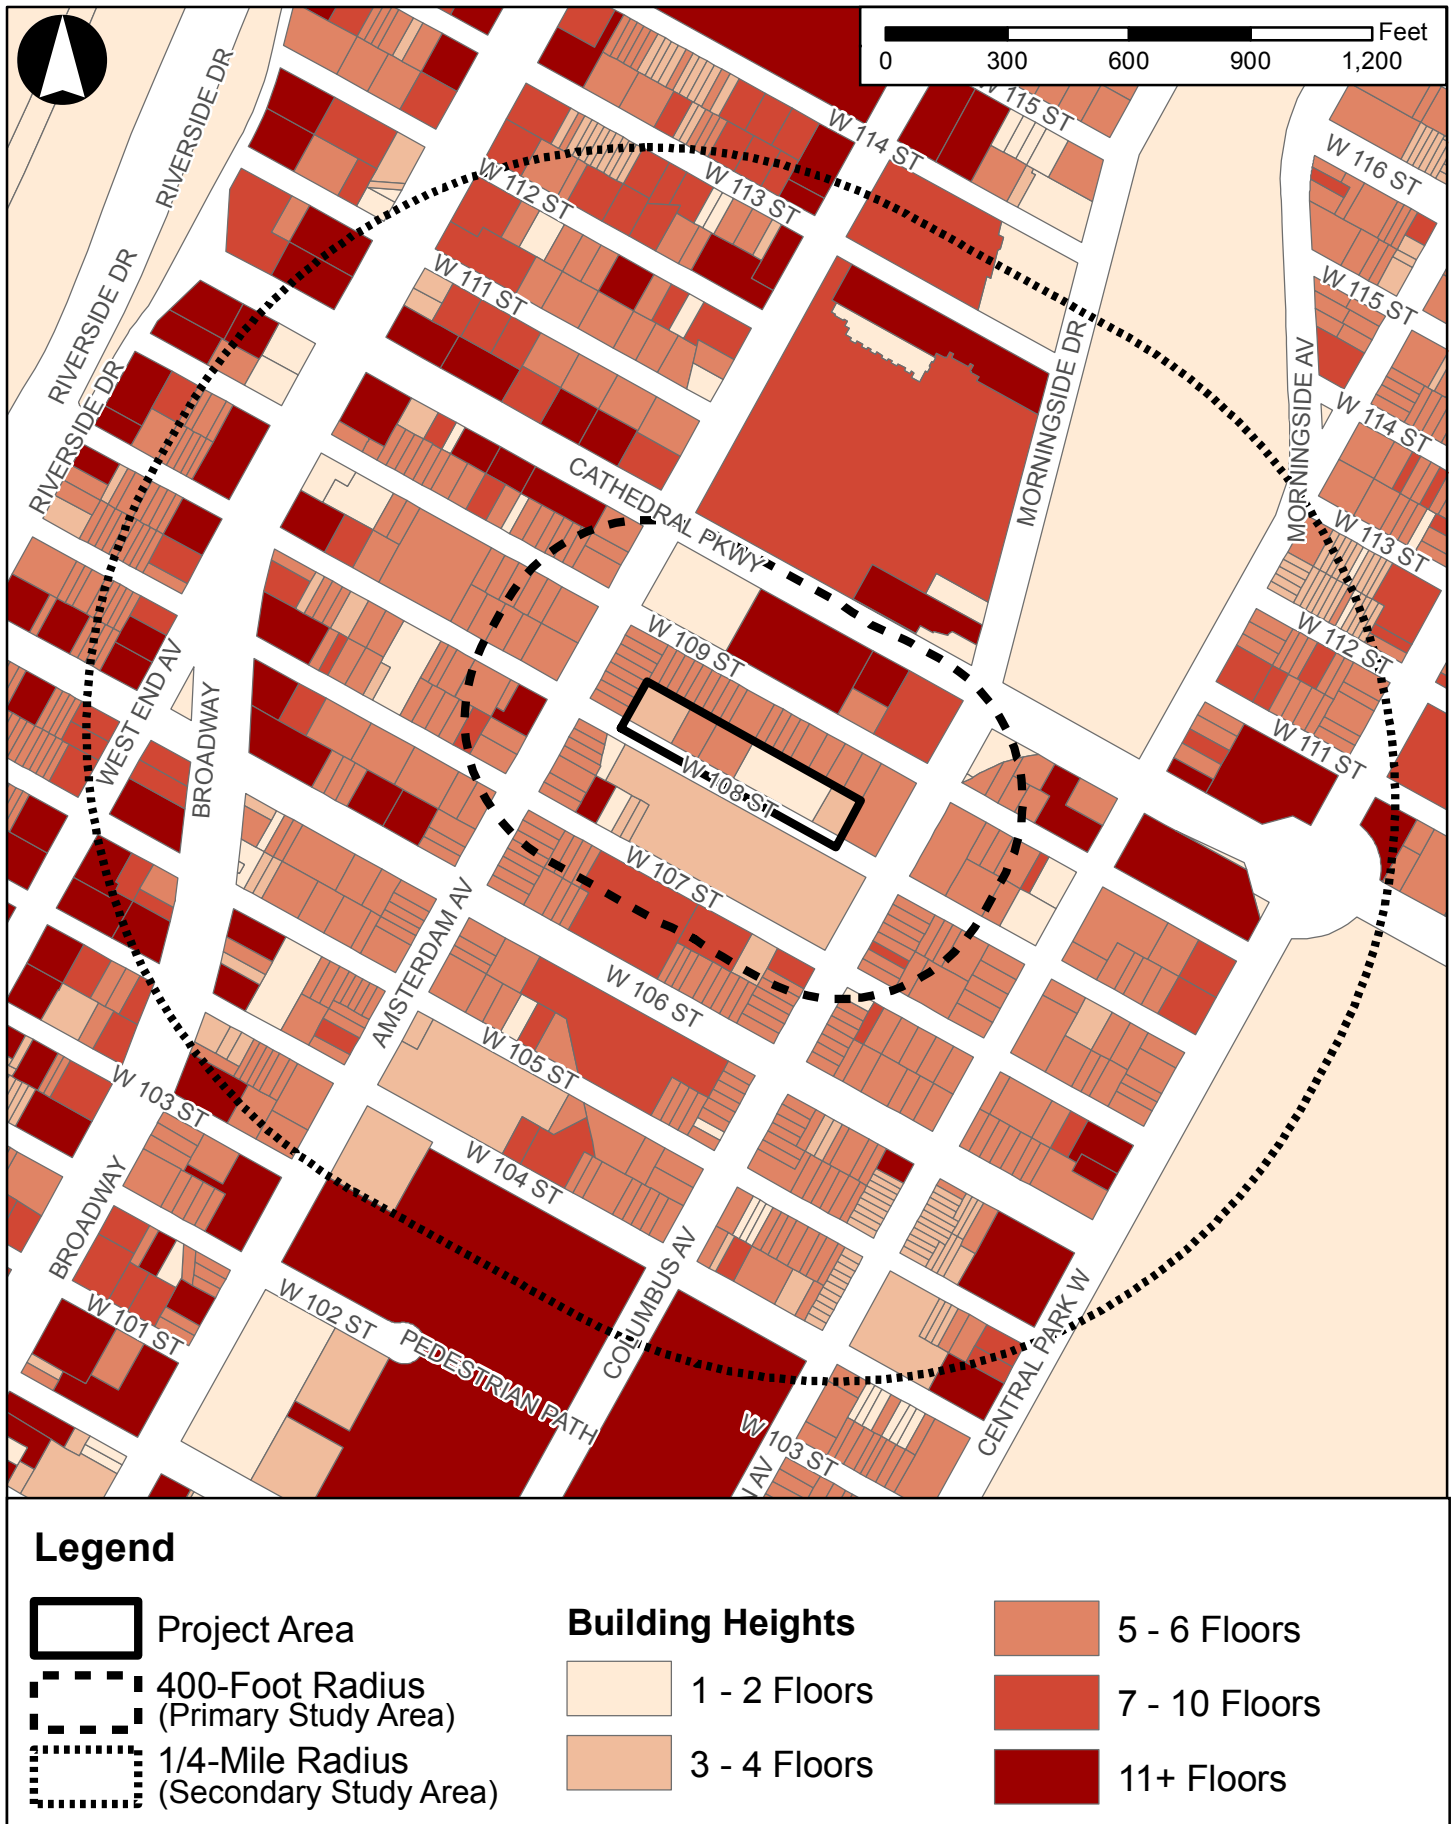 Feet
0 300 600 900 1,200
RIVERSIDE DR
RIVERSIDE DR
RIVERSIDE DR
RIVERSIDE DR
W 115 ST
W 114 ST
W 116 ST
W 113 ST
W 112 ST
W 111 ST
W 115 ST
MORNINGSIDE DR
MORNINGSIDE AV
W 114 ST
W 113 ST
W 112 ST
W 111 ST
CATHEDRAL PKWY
W 109 ST
W 108 ST
W 107 ST
W 106 ST
W 105 ST
W 104 ST
WEST END AV
BROADWAY
AMSTERDAM AV
W 103 ST
BROADWAY
W 101 ST
W 102 ST
PEDESTRIAN PATH
COLUMBUS AV
CENTRAL PARK W
W 103 ST
N AV
Legend
Project Area
400-Foot Radius
(Primary Study Area)
1/4-Mile Radius
(Secondary Study Area)
Building Heights
1 - 2 Floors
3 - 4 Floors
5 - 6 Floors
7 - 10 Floors
11+ Floors